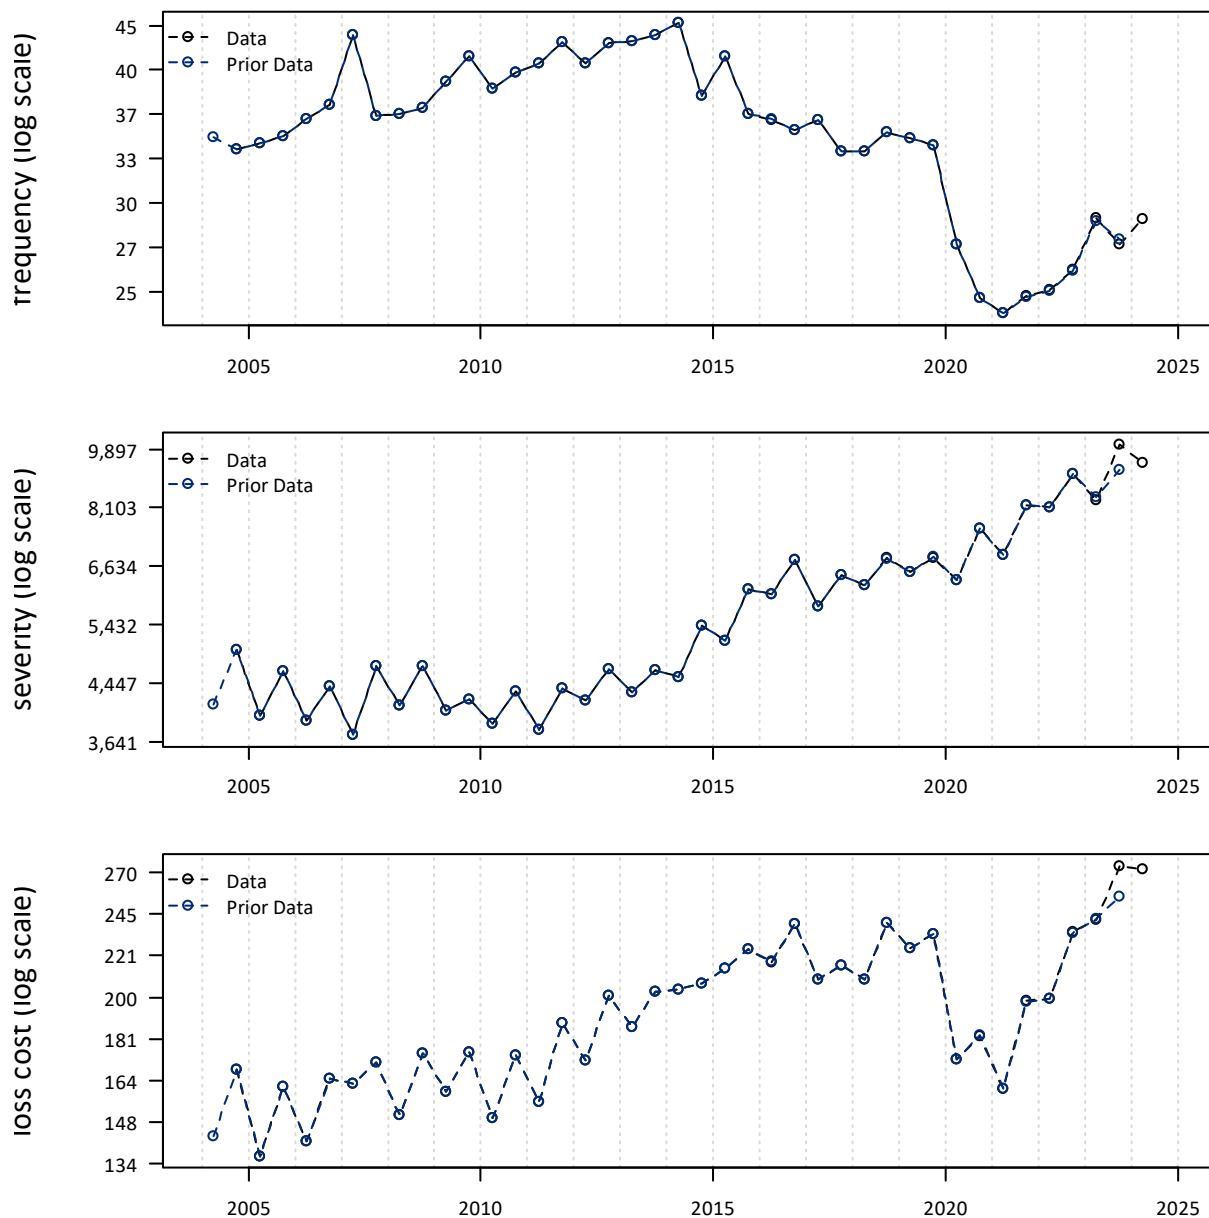 frequency (log scale)
45
40
37
33
30
27
25
Data
Prior Data
2005 2010 2015 2020 2025
severity (log scale)
9,897
8,103
6,634
5,432
4,447
3,641
Data
Prior Data
2005 2010 2015 2020 2025
loss cost (log scale)
270
245
221
200
181
164
148
134
Data
Prior Data
2005 2010 2015 2020 2025